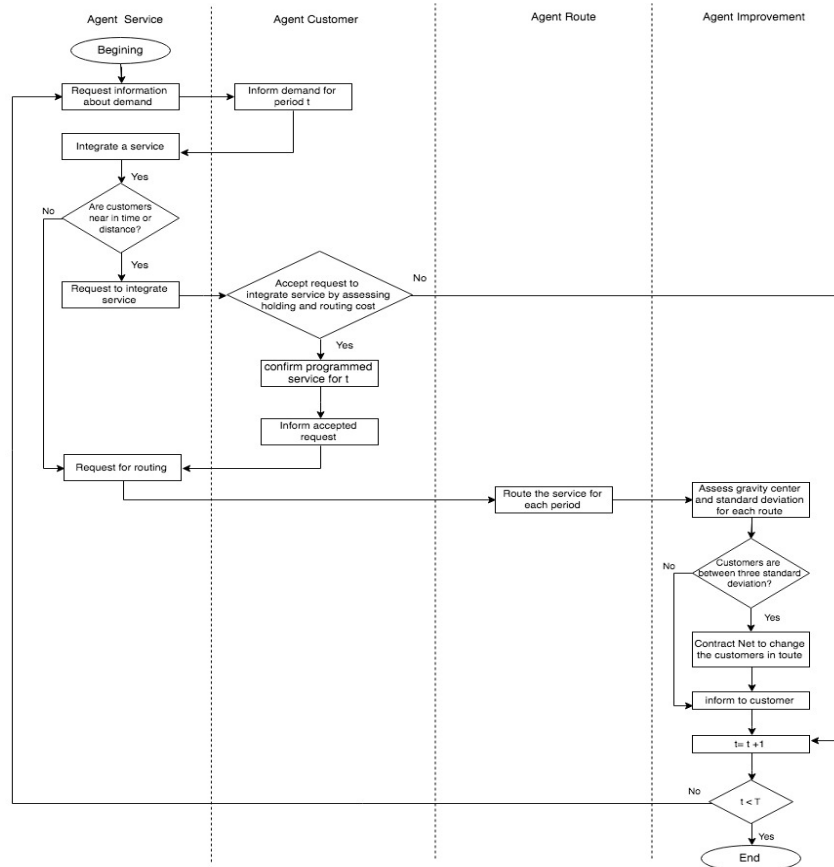 Agent Service
Agent Customer
Agent Route
Agent Improvement
Begining
Request information
about demand
Inform demand for
period t
Integrate a service
Yes
No
Are customers
near in time or
distance?
Yes
Request to integrate
service
Accept request to
integrate service by assessing
holding and routing cost
No
Yes
confirm programmed
service for t
Inform accepted
request
Request for routing
Route the service for
each period
Assess gravity center
and standard deviation
for each route
No
Customers are
between three standard
deviation?
Yes
Contract Net to change
the customers in toute
inform to customer
t= t +1
No
t < T
Yes
End